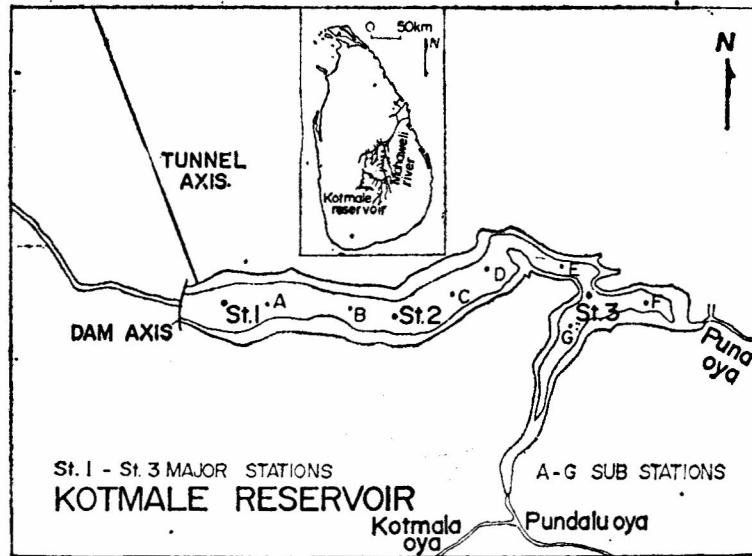 0 50km
N
N
TUNNEL
AXIS.
Mahaweli
river
Kotmale
reservoir
D
E
C
St.1
A
B
St.2
St.3
F
G
DAM AXIS
Puna
oya
St. 1 - St. 3 MAJOR STATIONS
A-G SUB STATIONS
KOTMALE RESERVOIR
Kotmala
oya
Pundalu oya